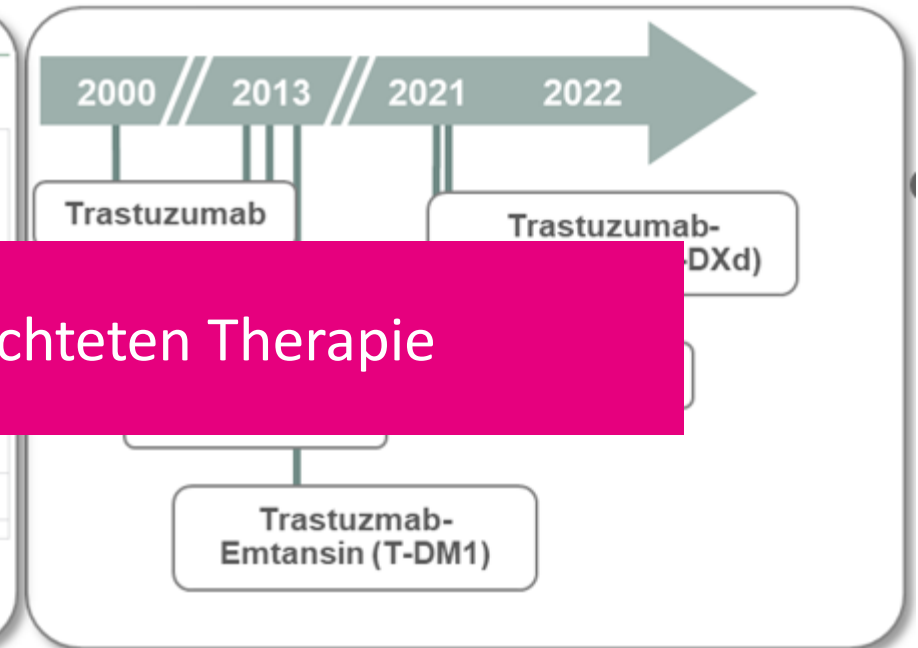 2000 // 2013 // 2021 2022
Trastuzumab
Trastuzumab-
-DXd)
chteten Therapie
Trastuzmab-
Emtansin (T-DM1)